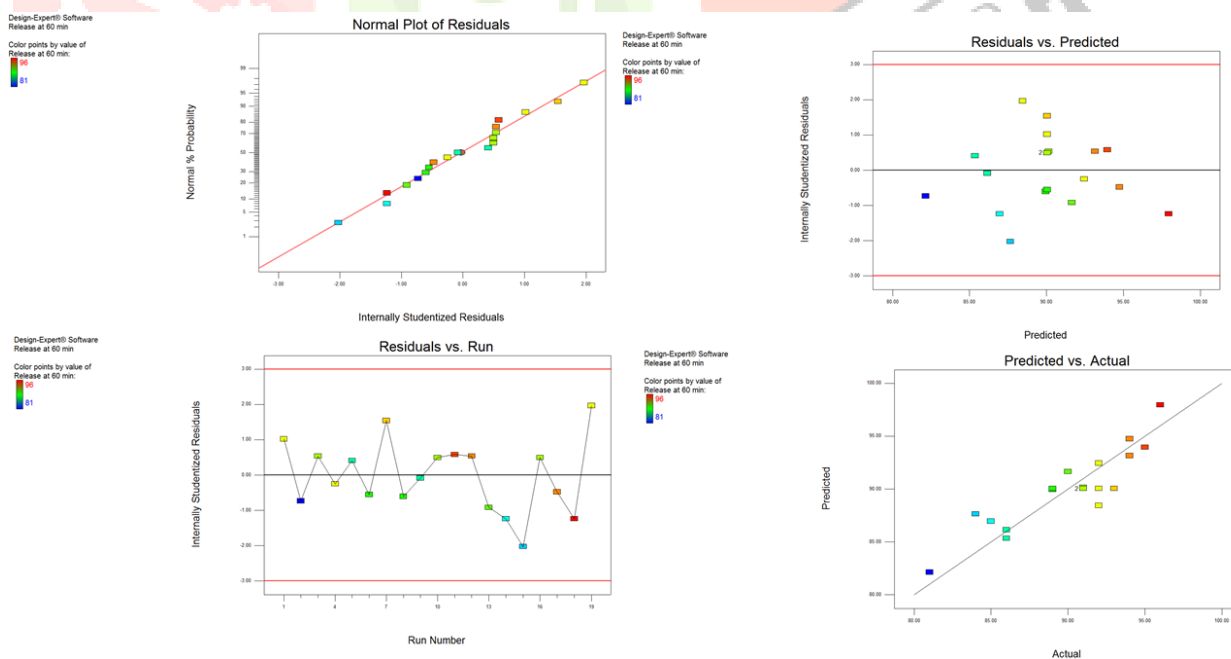 Design-Expert® Software
Release at 60 min
Color points by value of
Release at 60 min:
96
81
Normal Plot of Residuals
Normal % Probability
99
95
90
80
70
50
30
20
10
5
1
-3.00
-2.00
-1.00
0.00
1.00
2.00
Internally Studentized Residuals
Design-Expert® Software
Release at 60 min
Color points by value of
Release at 60 min:
96
81
Residuals vs. Predicted
Internally Studentized Residuals
3.00
2.00
1.00
0.00
-1.00
-2.00
-3.00
2
80.00
85.00
90.00
95.00
100.00
Predicted
Design-Expert® Software
Release at 60 min
Color points by value of
Release at 60 min:
96
81
Residuals vs. Run
Internally Studentized Residuals
3.00
2.00
1.00
0.00
-1.00
-2.00
-3.00
1
4
7
10
13
16
19
Run Number
Design-Expert® Software
Release at 60 min
Color points by value of
Release at 60 min:
96
81
Predicted vs. Actual
Predicted
100.00
95.00
90.00
85.00
80.00
2
80.00
85.00
90.00
95.00
100.00
Actual